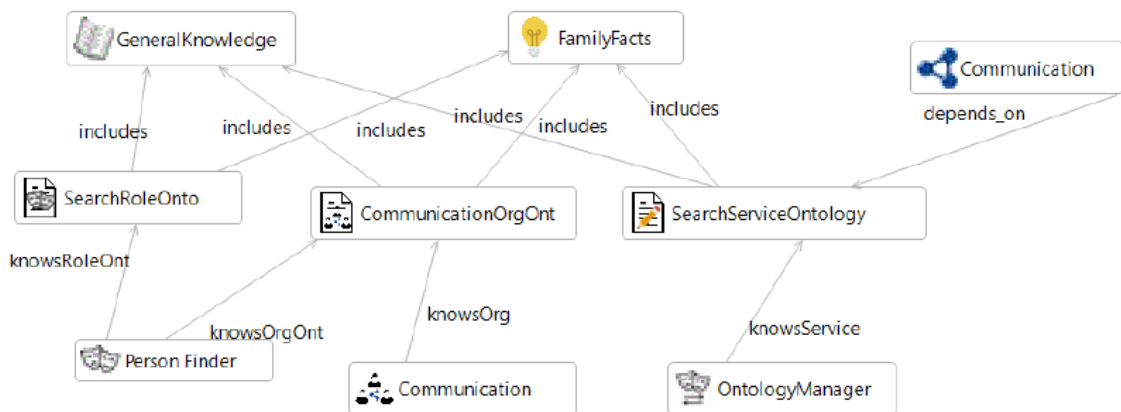 GeneralKnowledge
FamilyFacts
Communication
includes
includes
includes
includes
includes
includes
depends_on
SearchRoleOnto
CommunicationOrgOnt
SearchServiceOntology
knowsRoleOnt
knowsOrgOnt
knowsOrg
knowsService
Person Finder
Communication
OntologyManager